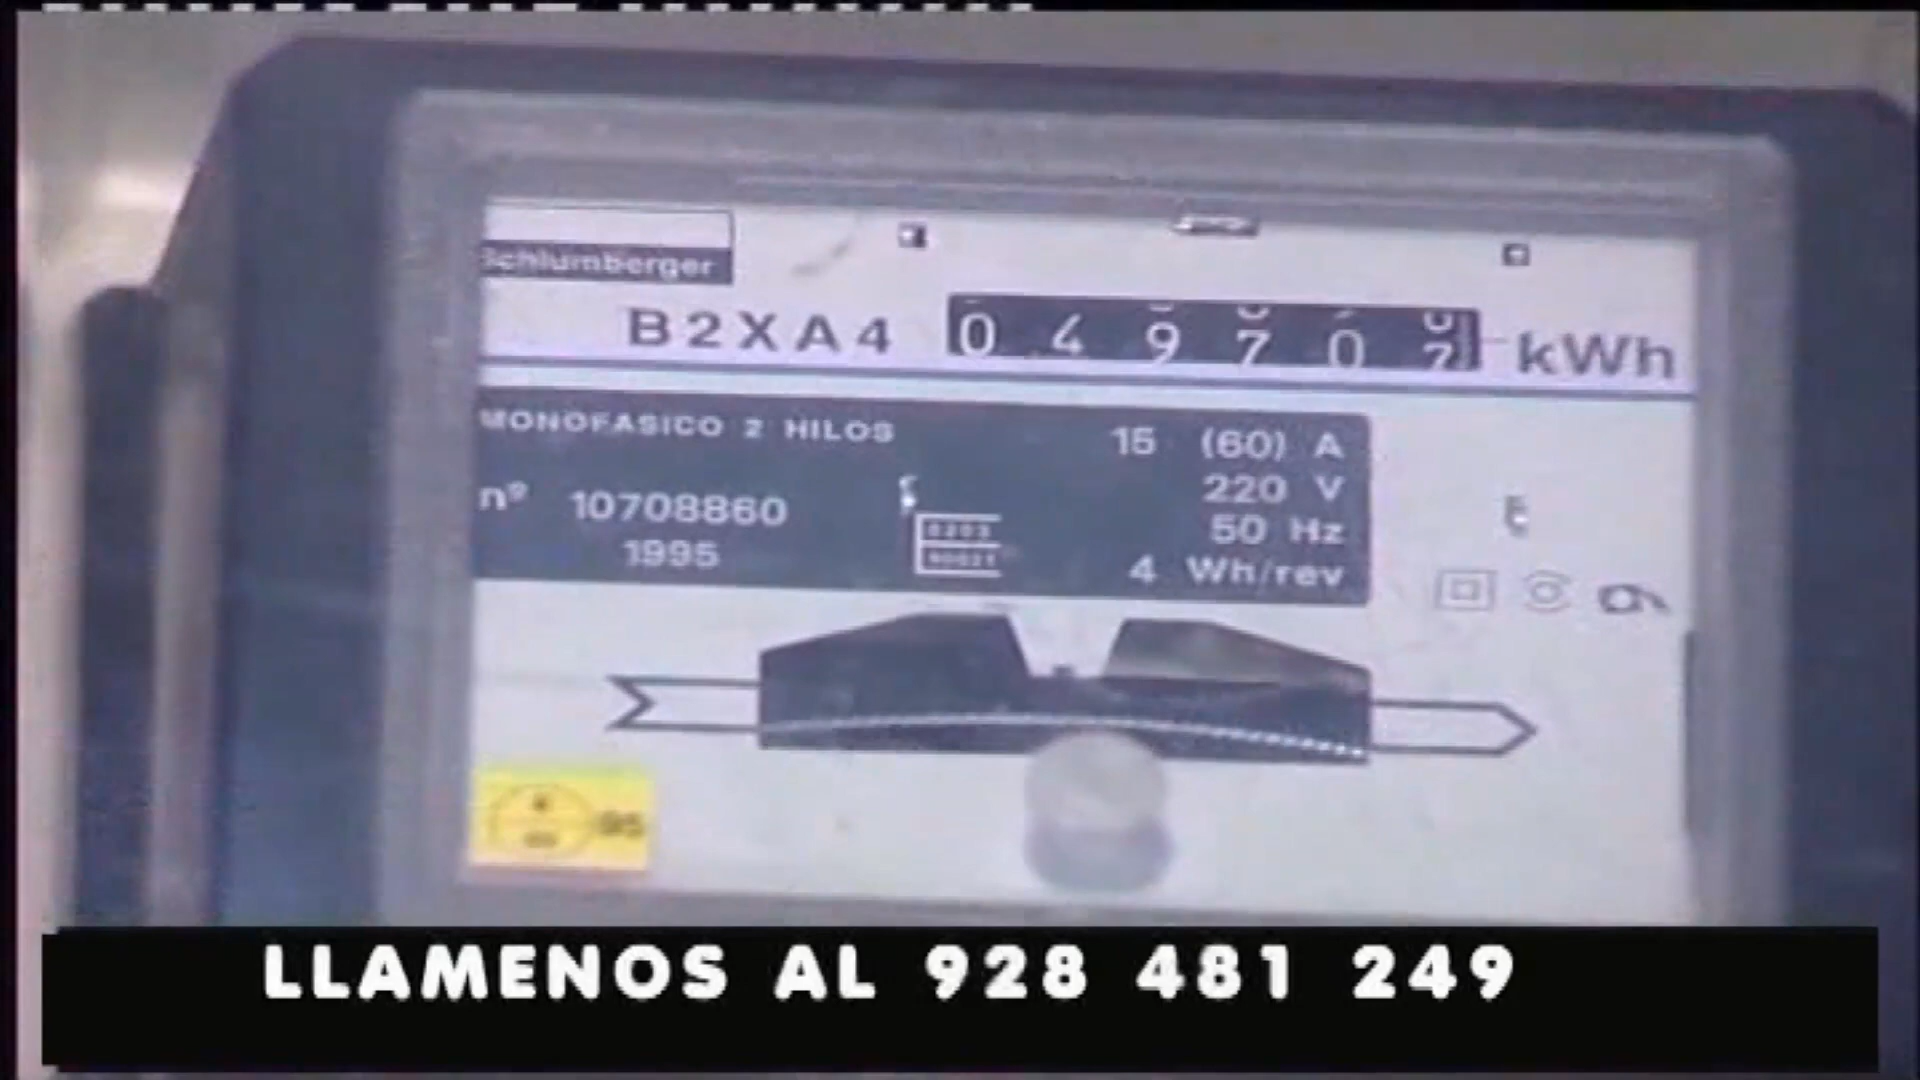 Schlumberger
B2XA4 0 4 9 7 0 kWh
MONOFASICO 2 HILOS
15 (60) A
220 V
nº 10708860
50 Hz
1995
4 Wh/rev
95
LLAMENOS AL 928 481 249